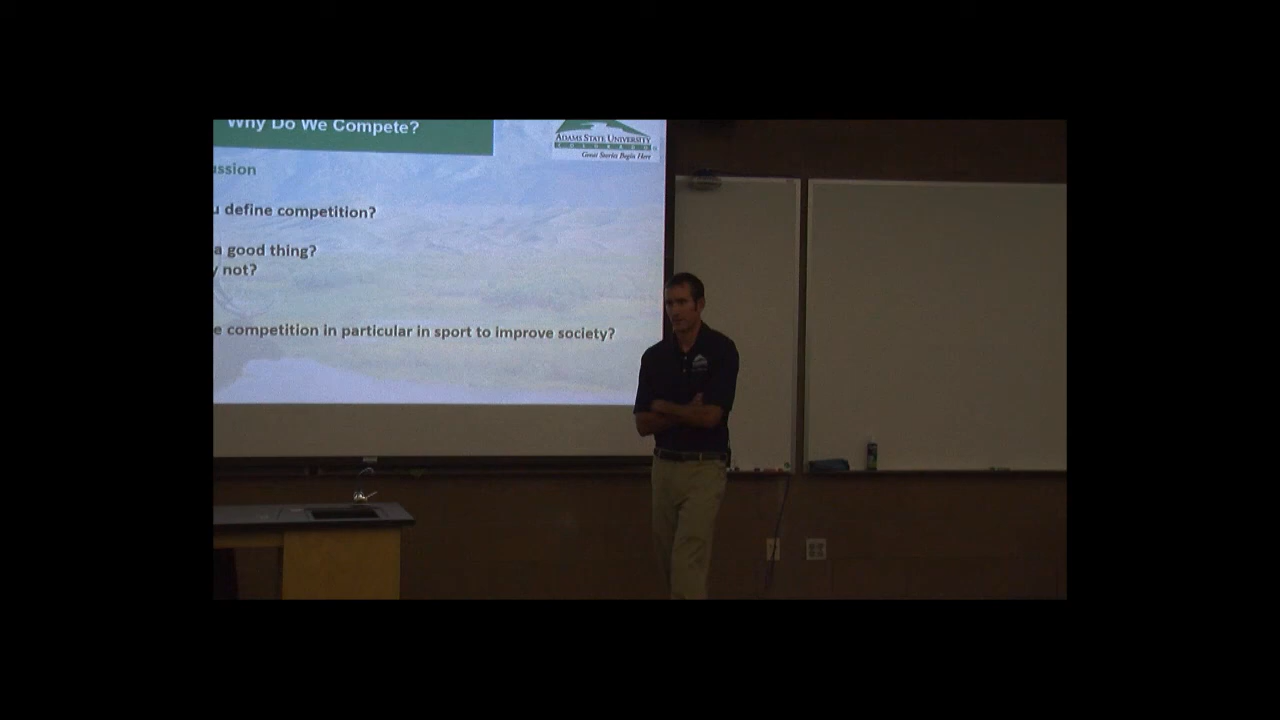 Why Do We Compete?
ADAMS STATE UNIVERSITY
COLORADO
Great Stories Begin Here
ussion
u define competition?
a good thing?
y not?
e competition in particular in sport to improve society?